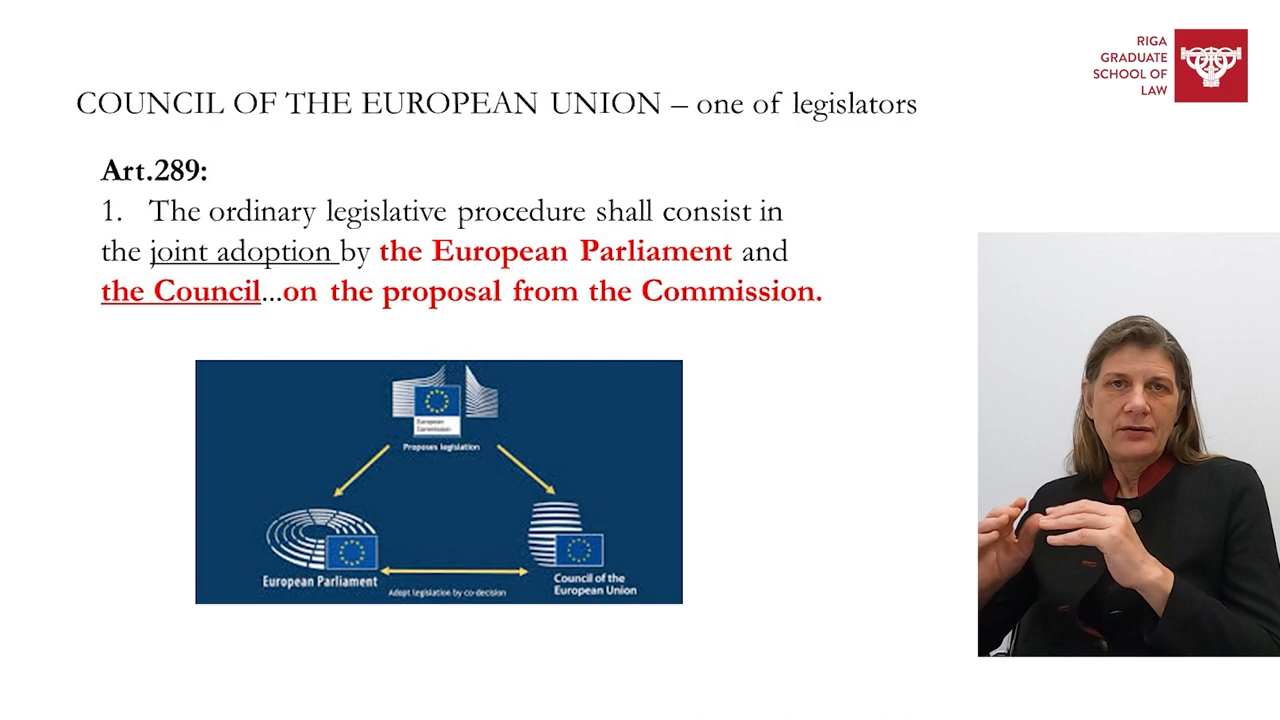 RIGA
GRADUATE
SCHOOL OF
LAW
COUNCIL OF THE EUROPEAN UNION – one of legislators
Art.289:
1. The ordinary legislative procedure shall consist in
the joint adoption by the European Parliament and
the Council...on the proposal from the Commission.
European
Commission
Proposes legislation
European Parliament
Adopt legislation by co-decision
Council of the
European Union